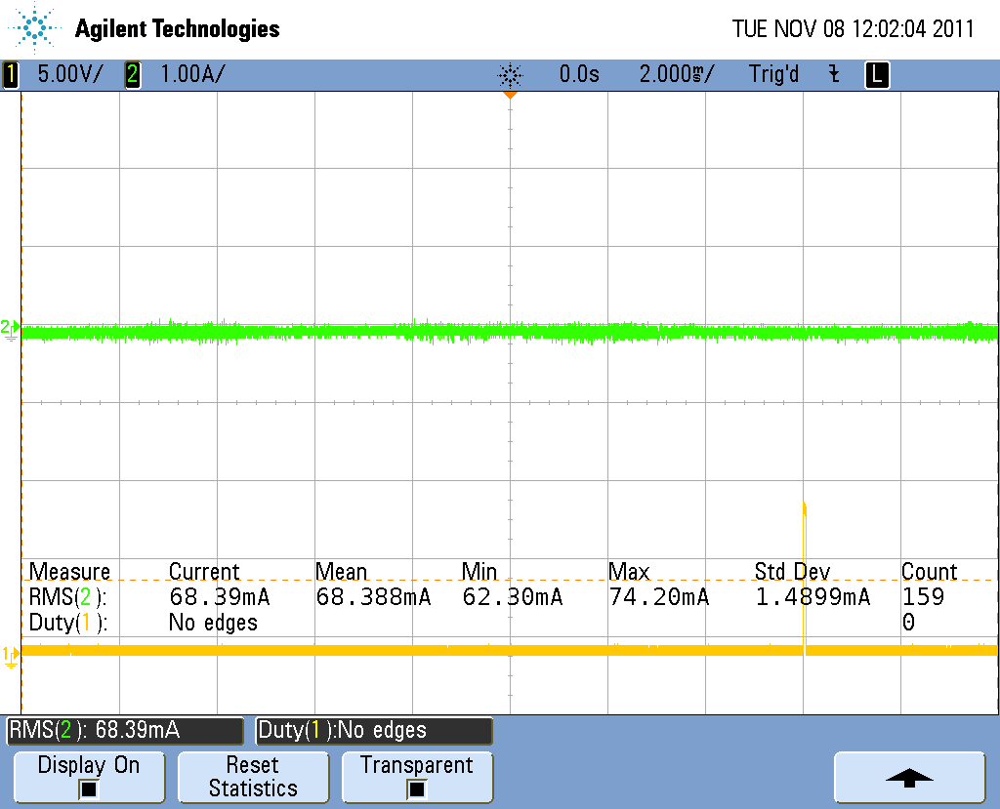 Agilent Technologies TUE NOV 08 12:02:04 2011
1 5.00V/ 2 1.00A/ 0.0s 2.000ms/ Trig'd L
2
Measure Current Mean Min Max Std Dev Count
RMS(2): 68.39mA 68.388mA 62.30mA 74.20mA 1.4899mA 159
Duty(1): No edges 0
1
RMS(2): 68.39mA Duty(1):No edges
Display On Reset Statistics Transparent